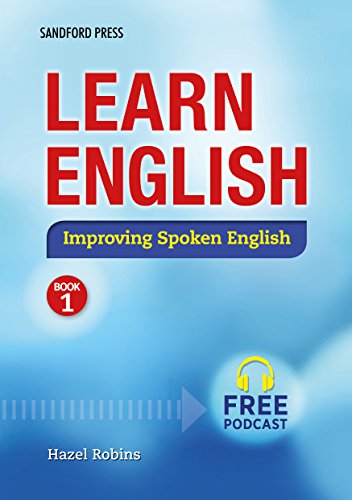 SANDFORD PRESS
LEARN
ENGLISH
Improving Spoken English
BOOK
1
FREE
PODCAST
Hazel Robins